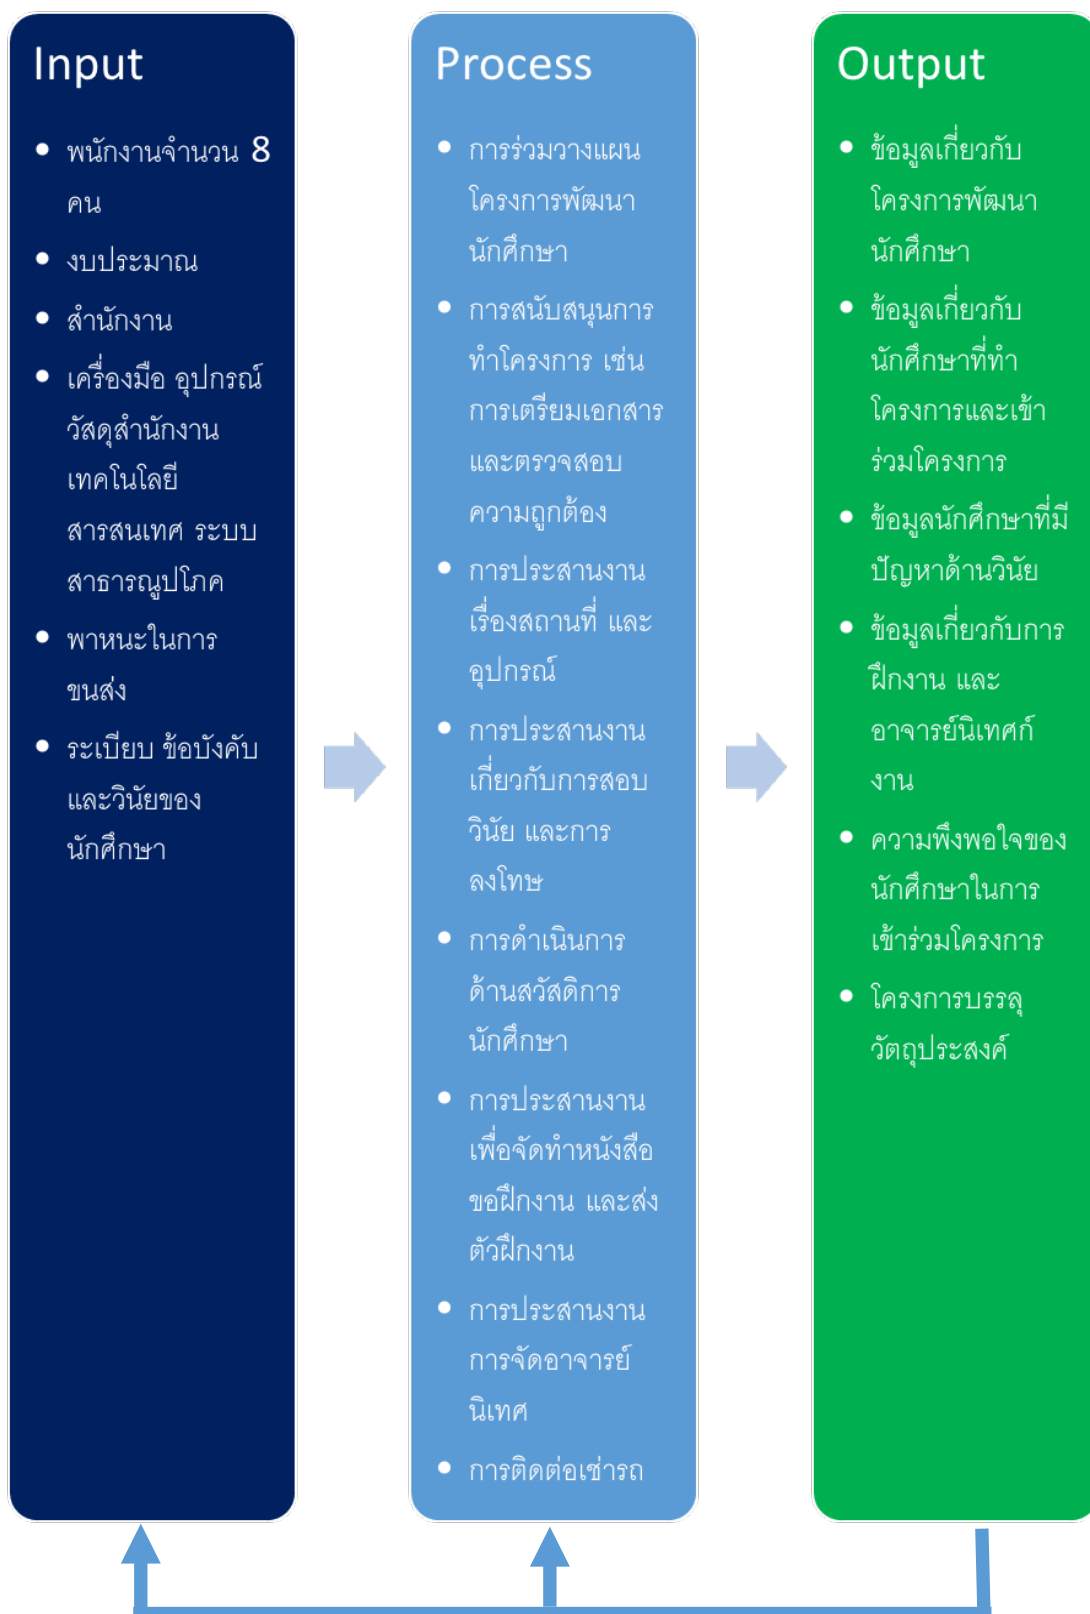 Input
• พนักงานจำนวน 8
คน
• งบประมาณ
• สำนักงาน
• เครื่องมือ อุปกรณ์
วัสดุสำนักงาน
เทคโนโลยี
สารสนเทศ ระบบ
สาธารณูปโภค
• พาหนะในการ
ขนส่ง
• ระเบียบ ข้อบังคับ
และวินัยของ
นักศึกษา
Process
• การร่วมวางแผน
โครงการพัฒนา
นักศึกษา
• การสนับสนุนการ
ทำโครงการ เช่น
การเตรียมเอกสาร
และตรวจสอบ
ความถูกต้อง
• การประสานงาน
เรื่องสถานที่ และ
อุปกรณ์
• การประสานงาน
เกี่ยวกับการสอบ
วินัย และการ
ลงโทษ
• การดำเนินการ
ด้านสวัสดิการ
นักศึกษา
• การประสานงาน
เพื่อจัดทำหนังสือ
ขอฝึกงาน และส่ง
ตัวฝึกงาน
• การประสานงาน
การจัดอาจารย์
นิเทศ
• การติดต่อเช่ารถ
Output
• ข้อมูลเกี่ยวกับ
โครงการพัฒนา
นักศึกษา
• ข้อมูลเกี่ยวกับ
นักศึกษาที่ทำ
โครงการและเข้า
ร่วมโครงการ
• ข้อมูลนักศึกษาที่มี
ปัญหาด้านวินัย
• ข้อมูลเกี่ยวกับการ
ฝึกงาน และ
อาจารย์นิเทศก์
งาน
• ความพึงพอใจของ
นักศึกษาในการ
เข้าร่วมโครงการ
• โครงการบรรลุ
วัตถุประสงค์